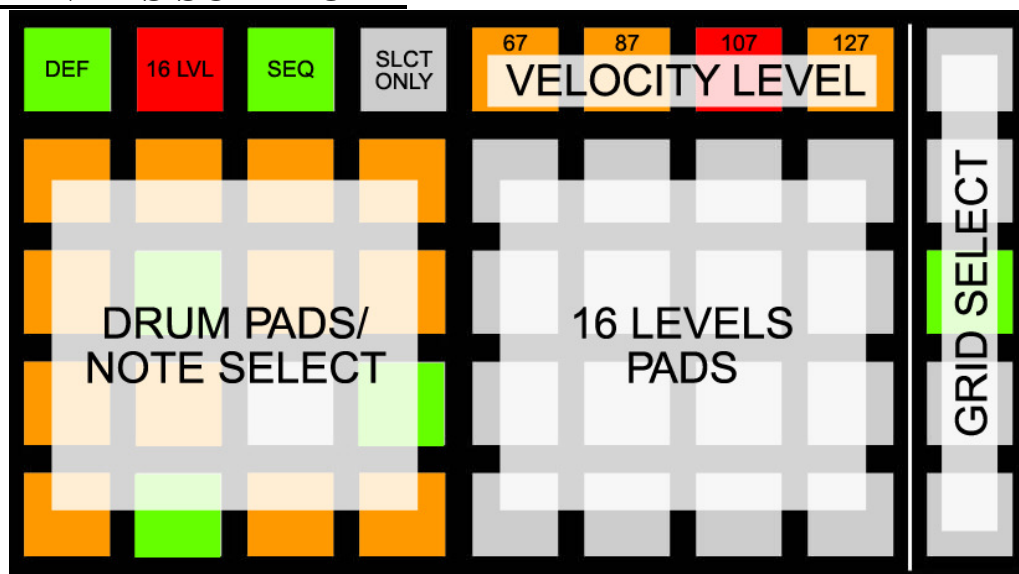 DEF
16 LVL
SEQ
SLCT
ONLY
67 87 107 127
VELOCITY LEVEL
DRUM PADS/
NOTE SELECT
16 LEVELS
PADS
GRID SELECT